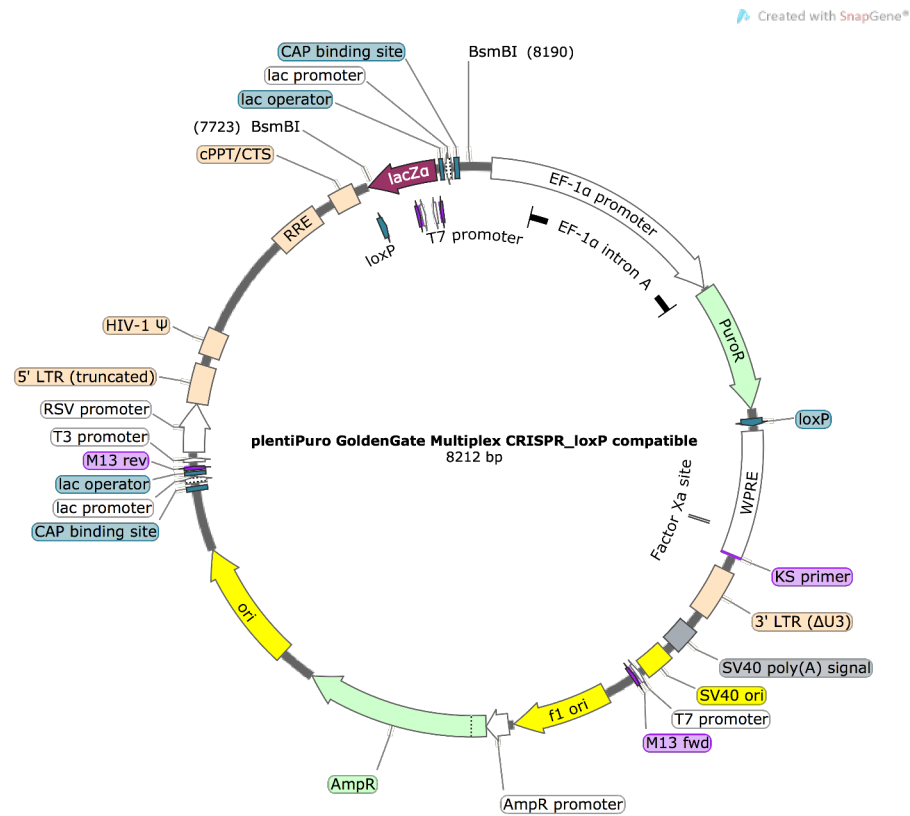 Created with SnapGene®
CAP binding site
BsmBI (8190)
lac promoter
lac operator
(7723) BsmBI
cPPT/CTS
lacZα
EF-1α promoter
RRE
loxP
T7 promoter
EF-1α intron A
PuroR
HIV-1 Ψ
5' LTR (truncated)
RSV promoter
loxP
T3 promoter
plentiPuro GoldenGate Multiplex CRISPR_loxP compatible
8212 bp
M13 rev
lac operator
WPRE
lac promoter
Factor Xa site
CAP binding site
KS primer
ori
3' LTR (ΔU3)
SV40 poly(A) signal
SV40 ori
f1 ori
T7 promoter
M13 fwd
AmpR
AmpR promoter